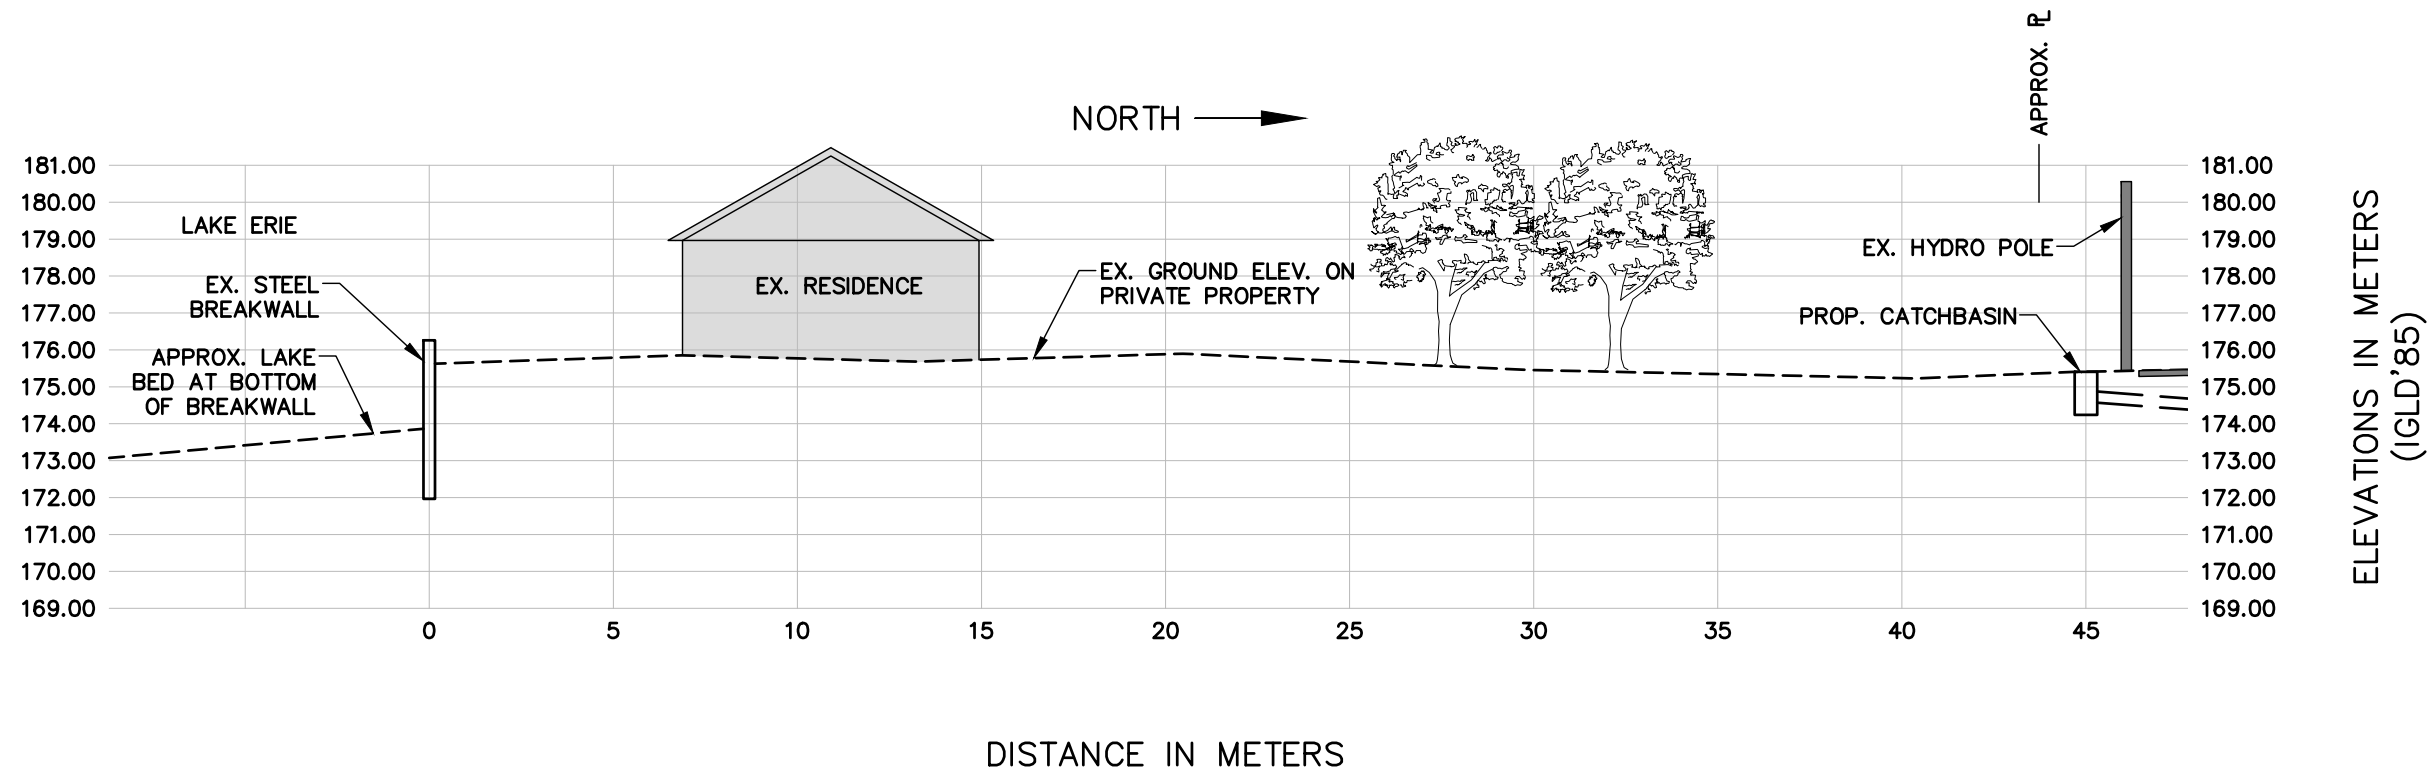 APPROX. PL
NORTH
181.00
180.00
179.00
178.00
177.00
176.00
175.00
174.00
173.00
172.00
171.00
170.00
169.00
LAKE ERIE
EX. STEEL
BREAKWALL
APPROX. LAKE
BED AT BOTTOM
OF BREAKWALL
EX. RESIDENCE
EX. GROUND ELEV. ON
PRIVATE PROPERTY
EX. HYDRO POLE
PROP. CATCHBASIN
181.00
180.00
179.00
178.00
177.00
176.00
175.00
174.00
173.00
172.00
171.00
170.00
169.00
ELEVATIONS IN METERS
(IGLD'85)
0 5 10 15 20 25 30 35 40 45
DISTANCE IN METERS